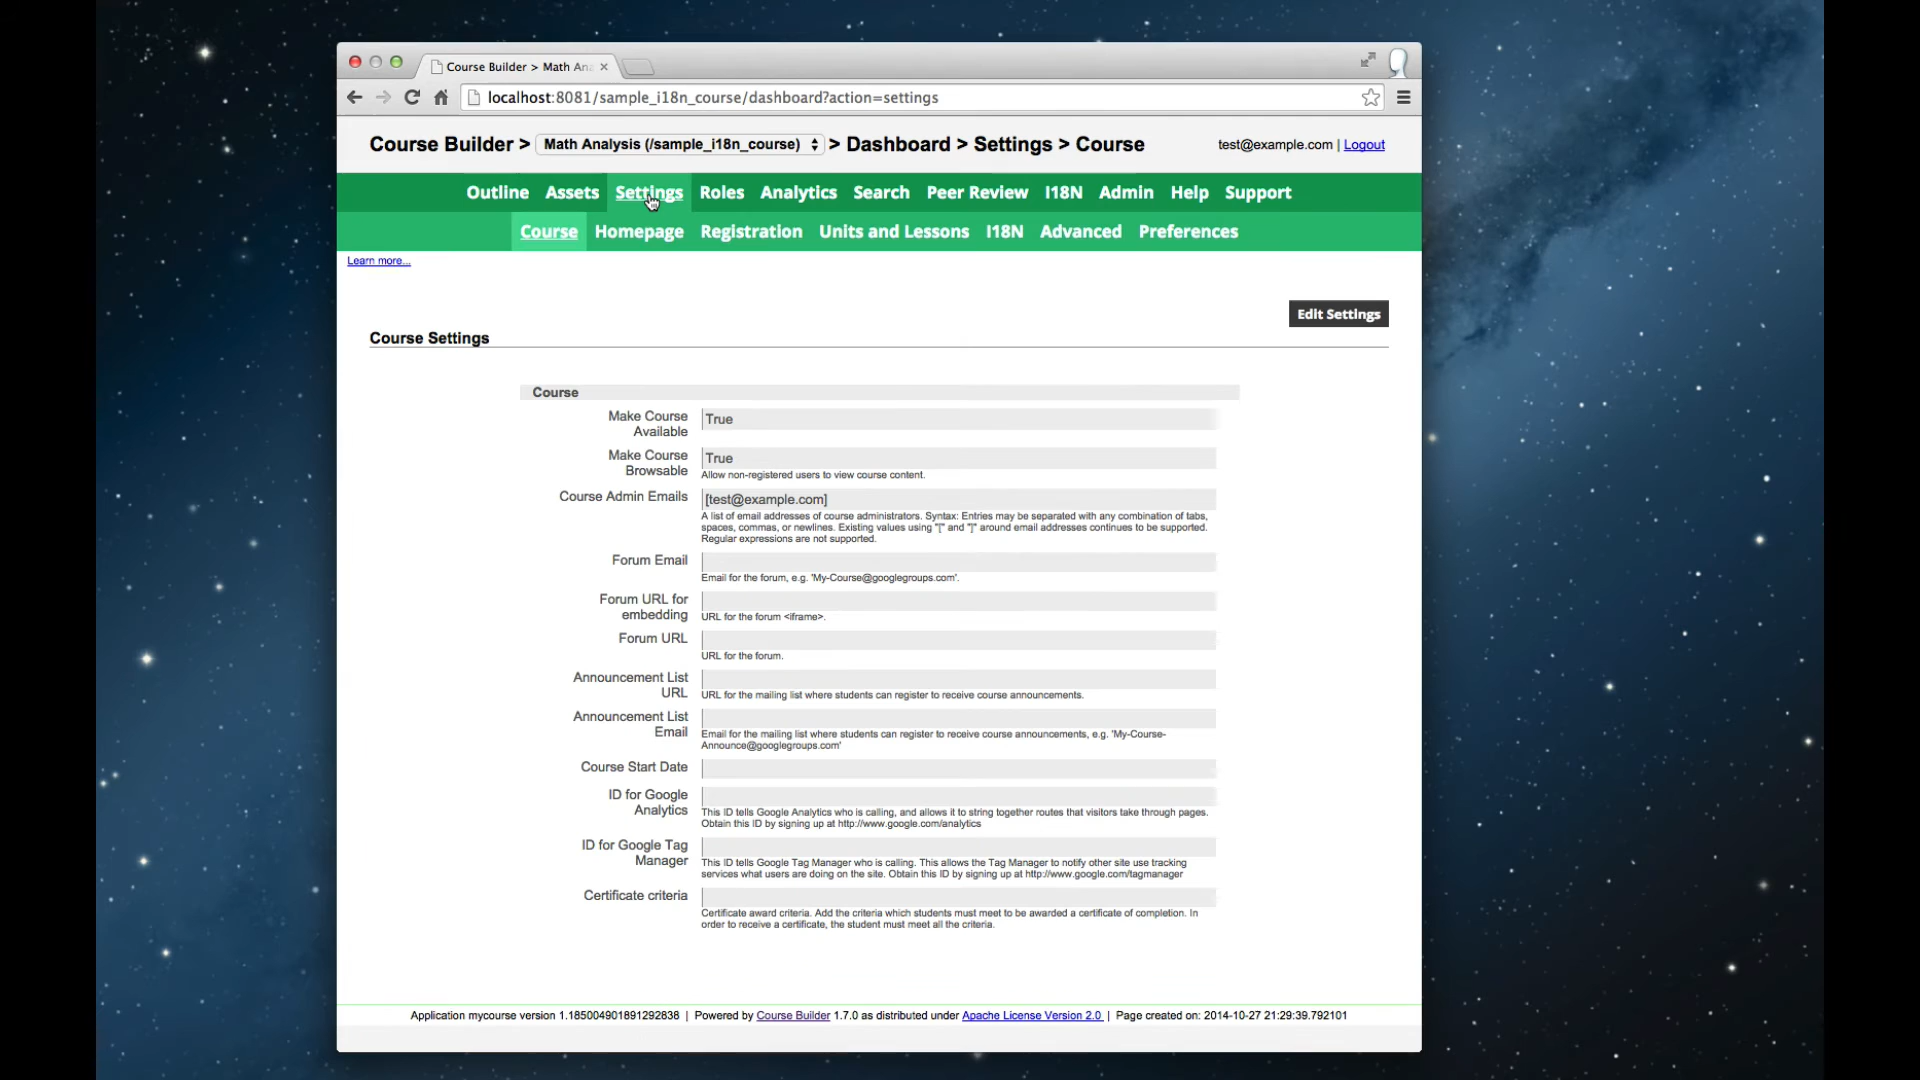 Course Builder > Math An
localhost:8081/sample_i18n_course/dashboard?action=settings
Course Builder > Math Analysis (/sample_i18n_course) > Dashboard > Settings > Course test@example.com | Logout
Outline Assets Settings Roles Analytics Search Peer Review I18N Admin Help Support
Course Homepage Registration Units and Lessons I18N Advanced Preferences
Learn more...
Edit Settings
Course Settings
Course
Make Course
Available
True
Make Course
Browsable
True
Allow non-registered users to view course content.
Course Admin Emails [test@example.com]
A list of email addresses of course administrators. Syntax: Entries may be separated with any combination of tabs,
spaces, commas, or newlines. Existing values using "[" and "]" around email addresses continues to be supported.
Regular expressions are not supported.
Forum Email
Email for the forum, e.g. 'My-Course@googlegroups.com'.
Forum URL for
embedding
URL for the forum <iframe>.
Forum URL
URL for the forum.
Announcement List
URL
URL for the mailing list where students can register to receive course announcements.
Announcement List
Email
Email for the mailing list where students can register to receive course announcements, e.g. 'My-Course-
Announce@googlegroups.com'
Course Start Date
ID for Google
Analytics
This ID tells Google Analytics who is calling, and allows it to string together routes that visitors take through pages.
Obtain this ID by signing up at http://www.google.com/analytics
ID for Google Tag
Manager
This ID tells Google Tag Manager who is calling. This allows the Tag Manager to notify other site use tracking
services what users are doing on the site. Obtain this ID by signing up at http://www.google.com/tagmanager
Certificate criteria
Certificate award criteria. Add the criteria which students must meet to be awarded a certificate of completion. In
order to receive a certificate, the student must meet all the criteria.
Application mycourse version 1.185004901891292838 | Powered by Course Builder 1.7.0 as distributed under Apache License Version 2.0 | Page created on: 2014-10-27 21:29:39.792101